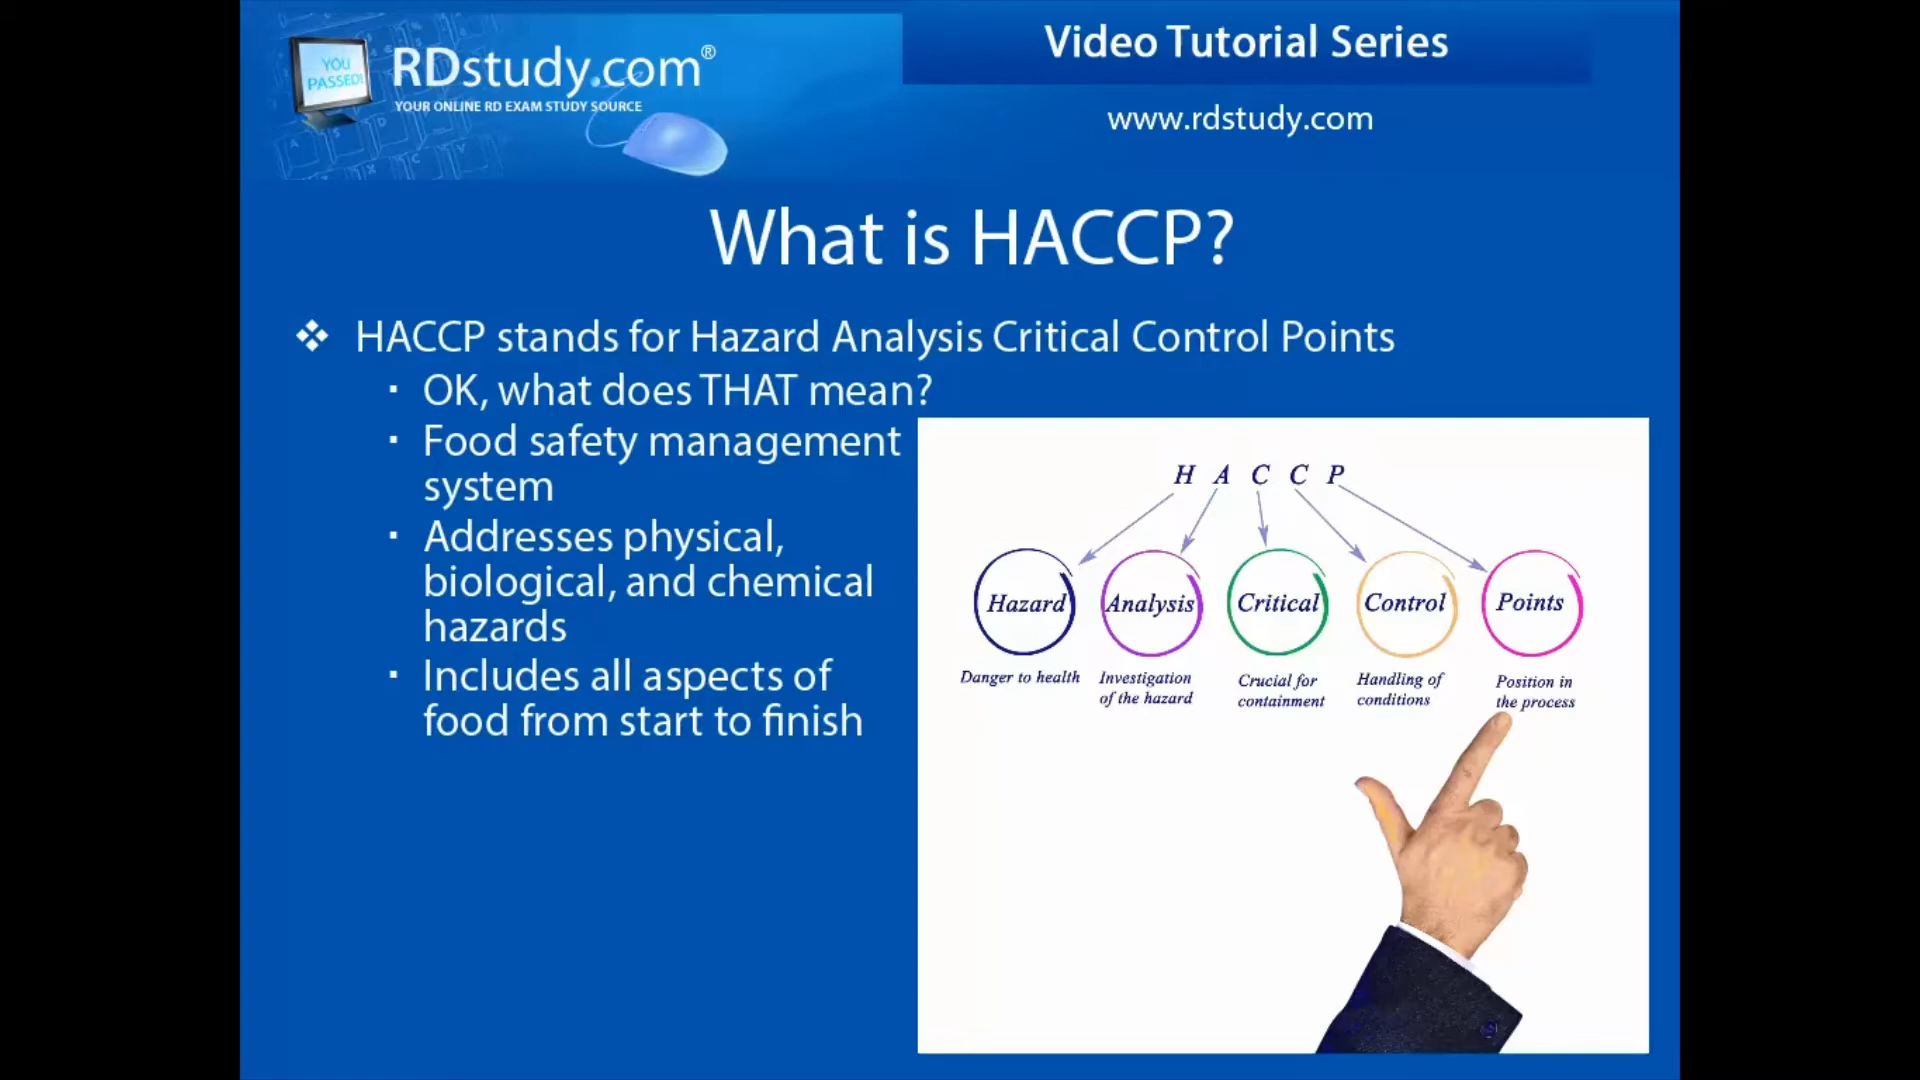 YOU
PASSED!
RDstudy.com®
YOUR ONLINE RD EXAM STUDY SOURCE
Video Tutorial Series
www.rdstudy.com
What is HACCP?
❖ HACCP stands for Hazard Analysis Critical Control Points
▪ OK, what does THAT mean?
▪ Food safety management
system
▪ Addresses physical,
biological, and chemical
hazards
▪ Includes all aspects of
food from start to finish
H A C C P
Hazard Analysis Critical Control Points
Danger to health
Investigation
of the hazard
Crucial for
containment
Handling of
conditions
Position in
the process